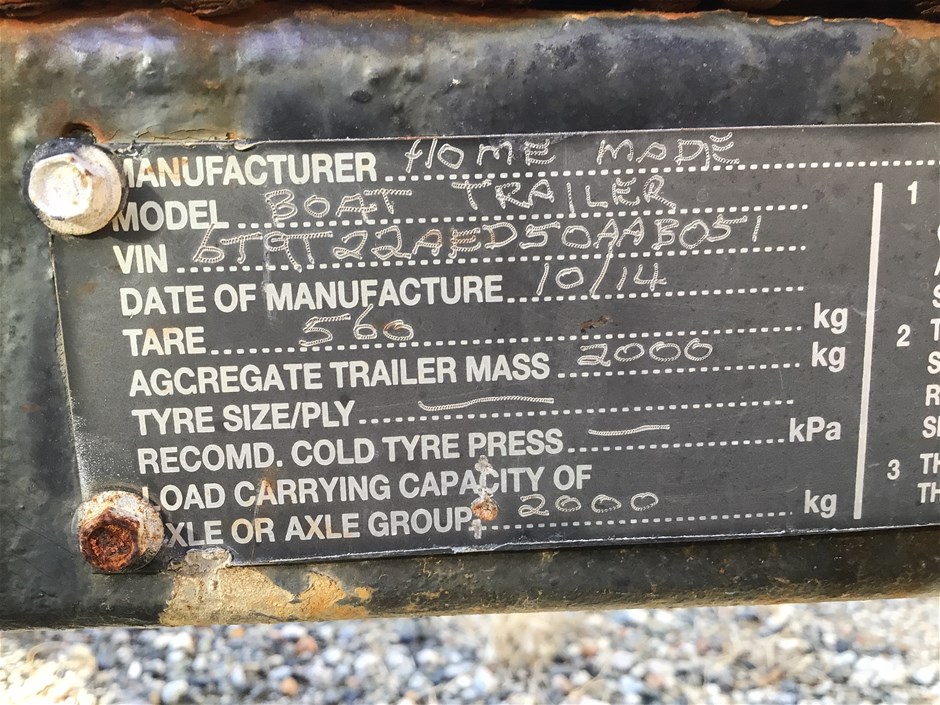 MANUFACTURER HOME MADE
MODEL BOAT TRAILER
VIN 6T9T22AED50AAB051
DATE OF MANUFACTURE 10/14
TARE 560 kg
AGGREGATE TRAILER MASS 2000 kg
TYRE SIZE/PLY
RECOMD. COLD TYRE PRESS kPa
LOAD CARRYING CAPACITY OF
AXLE OR AXLE GROUP 2000 kg
1
2
3 TH
TH